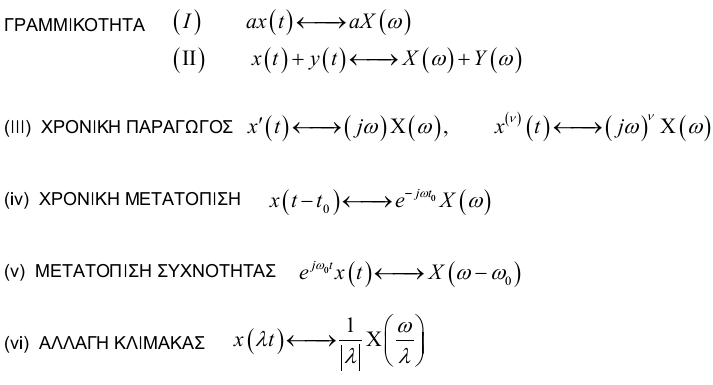 ΓΡΑΜΜΙΚΟΤΗΤΑ (I) ax(t)⟷aX(ω)
(II) x(t)+y(t)⟷X(ω)+Y(ω)
(III) ΧΡΟΝΙΚΗ ΠΑΡΑΓΩΓΟΣ x′(t)⟷(jω)Χ(ω), x^(ν)(t)⟷(jω)^ν Χ(ω)
(iv) ΧΡΟΝΙΚΗ ΜΕΤΑΤΟΠΙΣΗ x(t−t₀)⟷e^{−jωt₀}X(ω)
(v) ΜΕΤΑΤΟΠΙΣΗ ΣΥΧΝΟΤΗΤΑΣ e^{jω₀t}x(t)⟷X(ω−ω₀)
(vi) ΑΛΛΑΓΗ ΚΛΙΜΑΚΑΣ x(λt)⟷1/|λ| Χ(ω/λ)